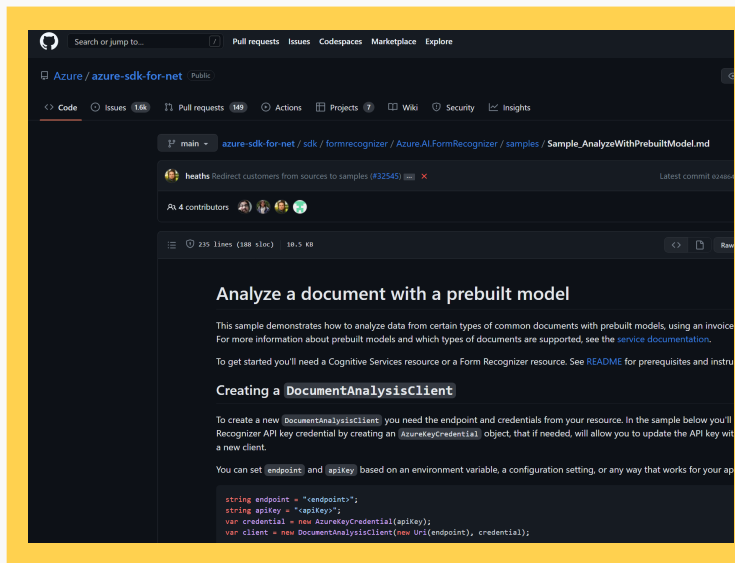 Search or jump to... /
Pull requests Issues Codespaces Marketplace Explore
Azure / azure-sdk-for-net Public
Code Issues 1.6k Pull requests 149 Actions Projects 7 Wiki Security Insights
main azure-sdk-for-net / sdk / formrecognizer / Azure.AI.FormRecognizer / samples / Sample_AnalyzeWithPrebuiltModel.md
heaths Redirect customers from sources to samples (#32545) ... Latest commit
4 contributors
235 lines (188 sloc) 10.5 KB Raw
Analyze a document with a prebuilt model
This sample demonstrates how to analyze data from certain types of common documents with prebuilt models, using an invoice
For more information about prebuilt models and which types of documents are supported, see the service documentation.
To get started you'll need a Cognitive Services resource or a Form Recognizer resource. See README for prerequisites and instru
Creating a DocumentAnalysisClient
To create a new DocumentAnalysisClient you need the endpoint and credentials from your resource. In the sample below you'll
Recognizer API key credential by creating an AzureKeyCredential object, that if needed, will allow you to update the API key wit
a new client.
You can set endpoint and apiKey based on an environment variable, a configuration setting, or any way that works for your ap
string endpoint = "<endpoint>";
string apiKey = "<apiKey>";
var credential = new AzureKeyCredential(apiKey);
var client = new DocumentAnalysisClient(new Uri(endpoint), credential);